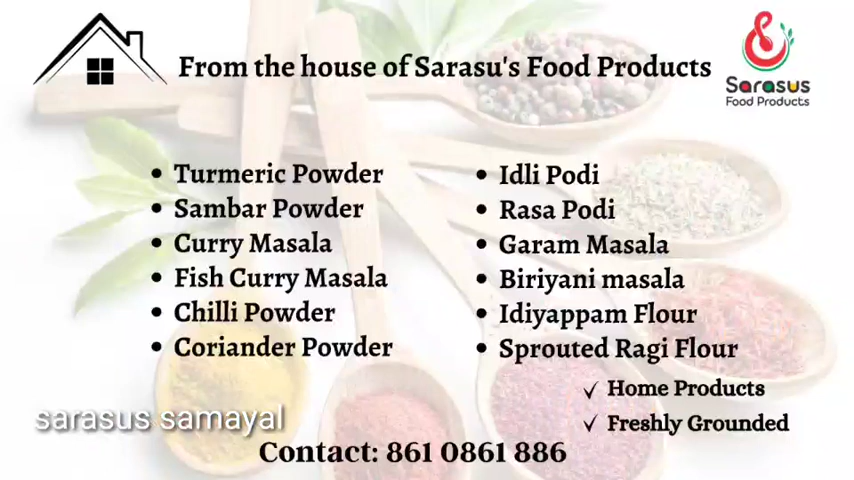 From the house of Sarasu's Food Products
Sarasus
Food Products
• Turmeric Powder
• Sambar Powder
• Curry Masala
• Fish Curry Masala
• Chilli Powder
• Coriander Powder
• Idli Podi
• Rasa Podi
• Garam Masala
• Biriyani masala
• Idiyappam Flour
• Sprouted Ragi Flour
✓ Home Products
✓ Freshly Grounded
sarasus samayal
Contact: 861 0861 886